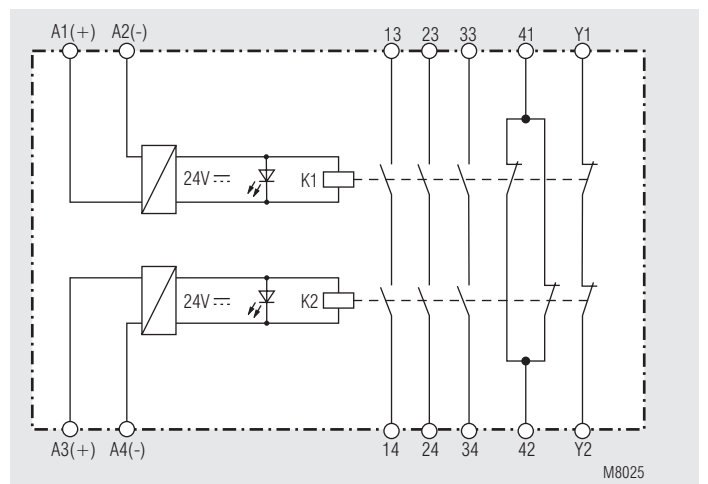 A1(+) A2(-) 13 23 33 41 Y1
24V K1
24V K2
A3(+) A4(-) 14 24 34 42 Y2
M8025